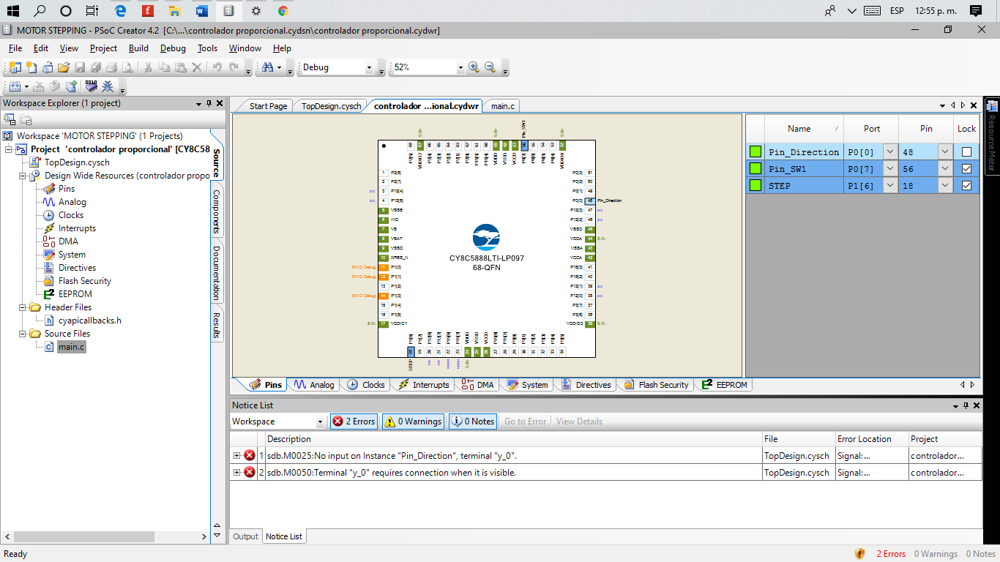 ESP 12:55 p. m.
MOTOR STEPPING - PSoC Creator 4.2 [C:\...\controlador proporcional.cydsn\controlador proporcional.cydwr]
File Edit View Project Build Debug Tools Window Help
Debug 52%
Workspace Explorer (1 project)
Workspace 'MOTOR STEPPING' (1 Projects)
Project 'controlador proporcional' [CY8C58
TopDesign.cysch
Design Wide Resources (controlador propo
Pins
Analog
Clocks
Interrupts
DMA
System
Directives
Flash Security
EEPROM
Header Files
cyapicallbacks.h
Source Files
main.c
Source
Components
Documentation
Results
Start Page TopDesign.cysch controlador ...ional.cydwr main.c
Pin_SW1
1 P2[6]
2 P2[7]
3 P12[4]
4 P12[5]
5 VSSB
6 IND
7 VB
8 VBAT
9 VSSD
10 XRES_N
SWD Debug 11 P1[0]
SWD Debug 12 P1[1]
13 P1[2]
SWD Debug 14 P1[3]
15 P1[4]
16 P1[5]
5.0v 17 VDDIO1
P0[3] 51
P0[2] 50
P0[1] 49
P0[0] 48 Pin_Direction
P12[3] 47
P12[2] 46
VSSD 45
VDDA 44 5.0v
VSSA 43
VCCA 42
P15[3] 41
P15[2] 40
P12[1] 39
P12[0] 38
P3[7] 37
P3[6] 36
VDDIO3 35 5.0v
CY8C5888LTI-LP097
68-QFN
STEP
Name Port Pin Lock
Pin_Direction P0[0] 48
Pin_SW1 P0[7] 56
STEP P1[6] 18
Resource Meter
Pins Analog Clocks Interrupts DMA System Directives Flash Security EEPROM
Notice List
Workspace 2 Errors 0 Warnings 0 Notes Go to Error View Details
Description File Error Location Project
1 sdb.M0025:No input on Instance "Pin_Direction", terminal "y_0". TopDesign.cysch Signal:... controlador...
2 sdb.M0050:Terminal "y_0" requires connection when it is visible. TopDesign.cysch Signal:... controlador...
Output Notice List
Ready 2 Errors 0 Warnings 0 Notes